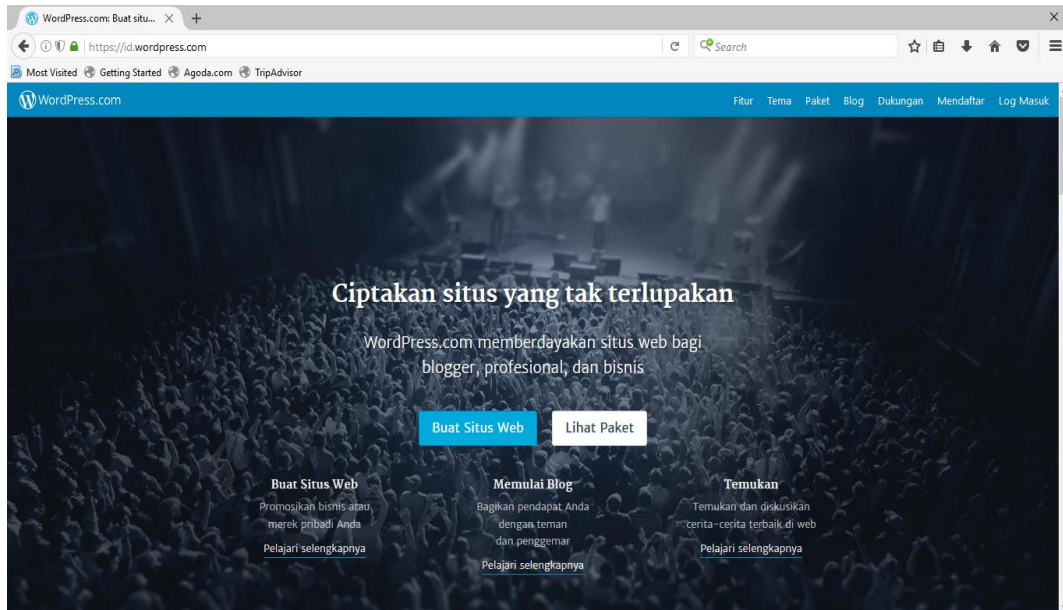 WordPress.com: Buat situ...
https://id.wordpress.com
Search
Most Visited Getting Started Agoda.com TripAdvisor
WordPress.com
Fitur Tema Paket Blog Dukungan Mendaftar Log Masuk
Ciptakan situs yang tak terlupakan
WordPress.com memberdayakan situs web bagi
blogger, profesional, dan bisnis
Buat Situs Web
Lihat Paket
Buat Situs Web
Promosikan bisnis atau
merek pribadi Anda
Pelajari selengkapnya
Memulai Blog
Bagikan pendapat Anda
dengan teman
dan penggemar
Pelajari selengkapnya
Temukan
Temukan dan diskusikan
cerita-cerita terbaik di web
Pelajari selengkapnya